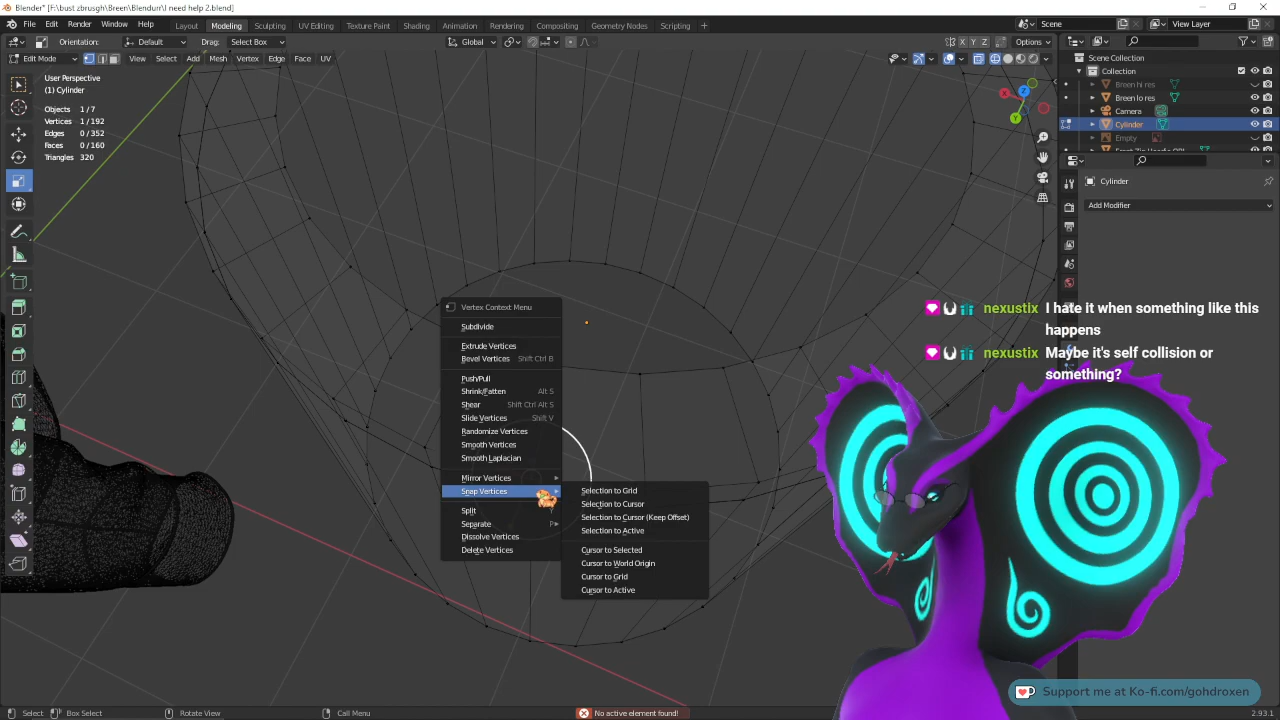 Blender* [F:\bust zbrusgh\Breen\Blendurr\I need help 2.blend]
File Edit Render Window Help Layout Modeling Sculpting UV Editing Texture Paint Shading Animation Rendering Compositing Geometry Nodes Scripting + Scene View Layer
Orientation: Default Drag: Select Box Global X Y Z Options
Edit Mode View Select Add Mesh Vertex Edge Face UV
User Perspective
(1) Cylinder
Objects 1/7
Vertices 1/192
Edges 0/352
Faces 0/160
Triangles 320
Scene Collection
Collection
Breen hi res
Breen lo res
Camera
Cylinder
Empty
Cylinder
Add Modifier
X
Z
Y
Vertex Context Menu
Subdivide
Extrude Vertices
Bevel Vertices Shift Ctrl B
Push/Pull
Shrink/Fatten Alt S
Shear Shift Ctrl Alt S
Slide Vertices Shift V
Randomize Vertices
Smooth Vertices
Smooth Laplacian
Mirror Vertices
Snap Vertices
Split Y
Separate P
Dissolve Vertices
Delete Vertices
Selection to Grid
Selection to Cursor
Selection to Cursor (Keep Offset)
Selection to Active
Cursor to Selected
Cursor to World Origin
Cursor to Grid
Cursor to Active
nexustix I hate it when something like this
happens
nexustix Maybe it's self collision or
something?
Support me at Ko-fi.com/gohdroxen
Select Box Select Rotate View Call Menu No active element found! 2.93.1